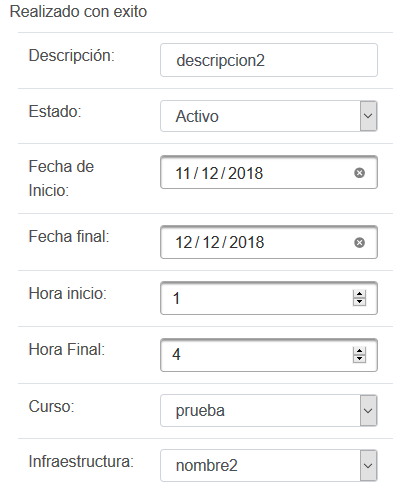 Realizado con exito
Descripción: descripcion2
Estado: Activo
Fecha de
Inicio: 11/12/2018
Fecha final: 12/12/2018
Hora inicio: 1
Hora Final: 4
Curso: prueba
Infraestructura: nombre2